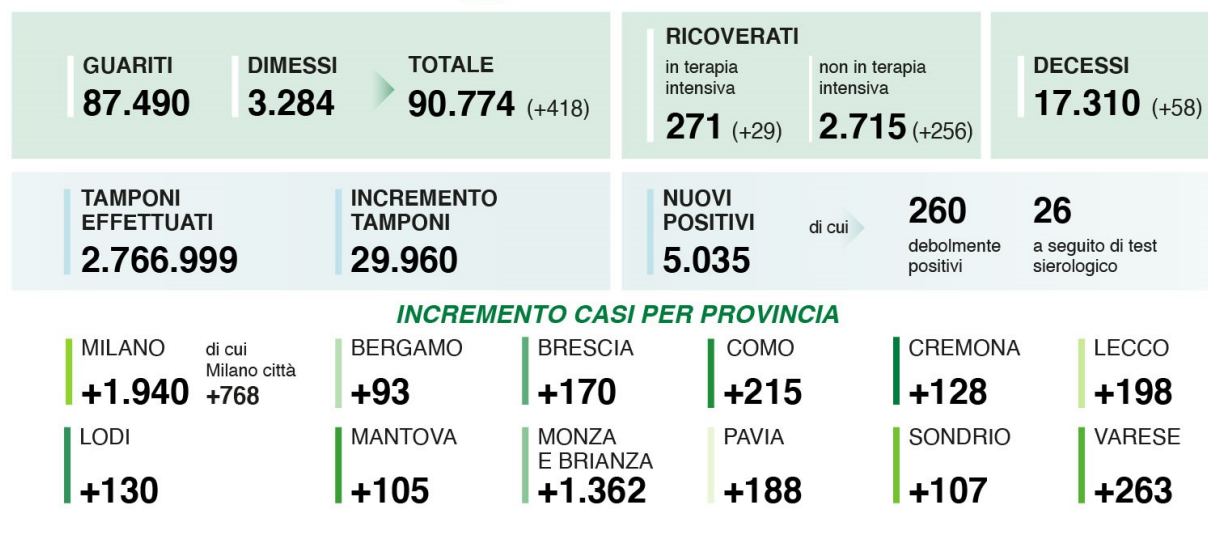 GUARITI
87.490
DIMESSI
3.284
TOTALE
90.774 (+418)
RICOVERATI
in terapia
intensiva
271 (+29)
non in terapia
intensiva
2.715 (+256)
DECESSI
17.310 (+58)
TAMPONI
EFFETTUATI
2.766.999
INCREMENTO
TAMPONI
29.960
NUOVI
POSITIVI
5.035
di cui
260
debolmente
positivi
26
a seguito di test
sierologico
INCREMENTO CASI PER PROVINCIA
MILANO
+1.940
di cui
Milano città
+768
BERGAMO
+93
BRESCIA
+170
COMO
+215
CREMONA
+128
LECCO
+198
LODI
+130
MANTOVA
+105
MONZA
E BRIANZA
+1.362
PAVIA
+188
SONDRIO
+107
VARESE
+263